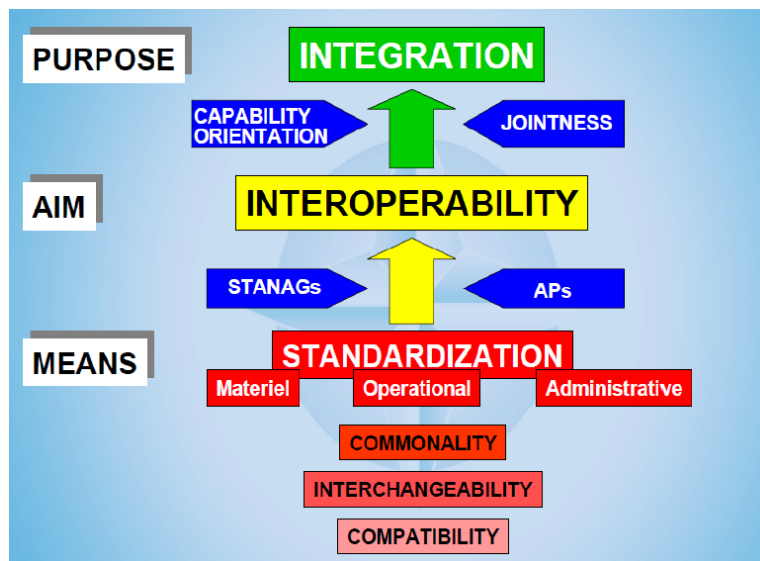 PURPOSE
INTEGRATION
CAPABILITY
ORIENTATION
JOINTNESS
AIM
INTEROPERABILITY
STANAGs
APs
MEANS
STANDARDIZATION
Materiel
Operational
Administrative
COMMONALITY
INTERCHANGEABILITY
COMPATIBILITY